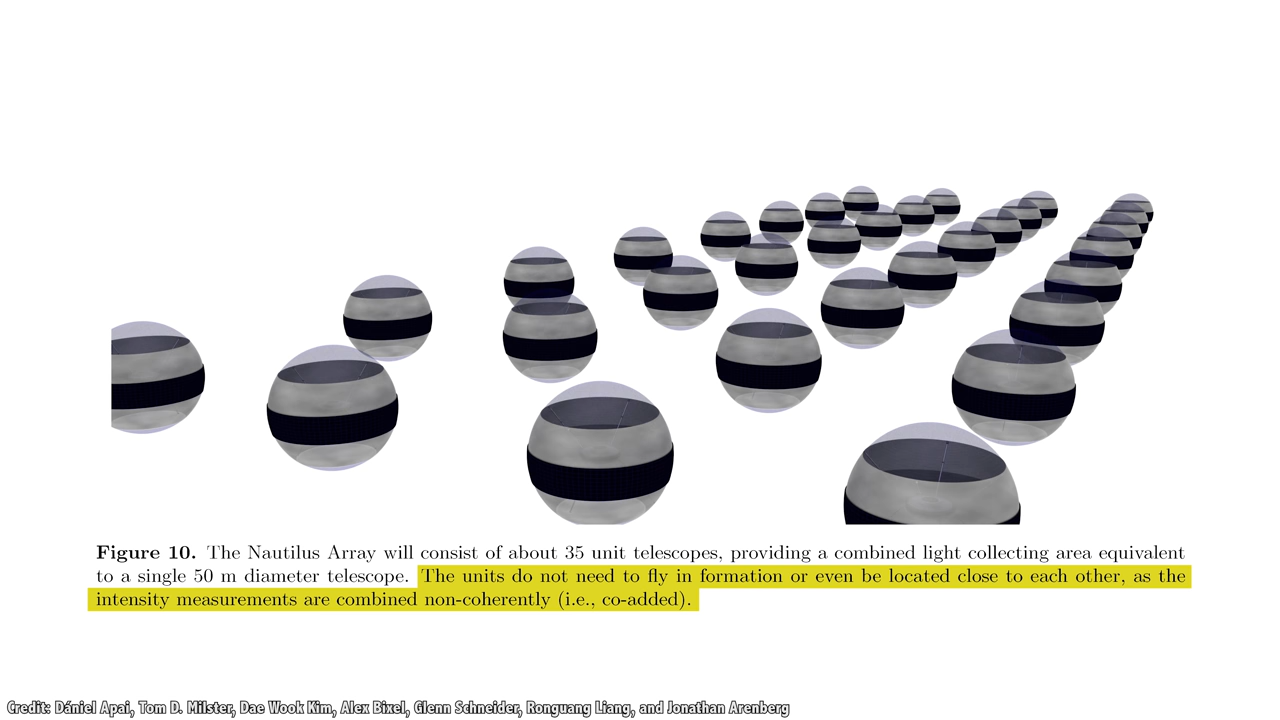 Figure 10. The Nautilus Array will consist of about 35 unit telescopes, providing a combined light collecting area equivalent
to a single 50 m diameter telescope. The units do not need to fly in formation or even be located close to each other, as the
intensity measurements are combined non-coherently (i.e., co-added).
Credit: Dániel Apai, Tom D. Milster, Dae Wook Kim, Alex Bixel, Glenn Schneider, Ronguang Liang, and Jonathan Arenberg